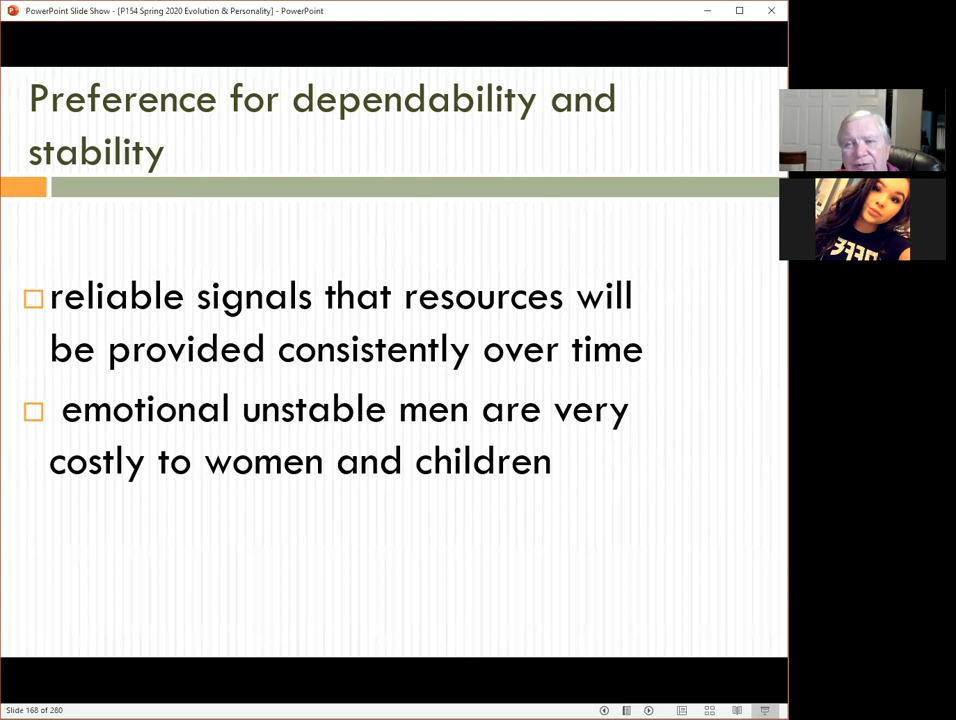 PowerPoint Slide Show - [P154 Spring 2020 Evolution & Personality] - PowerPoint
Preference for dependability and
stability
reliable signals that resources will
be provided consistently over time
emotional unstable men are very
costly to women and children
Slide 168 of 280